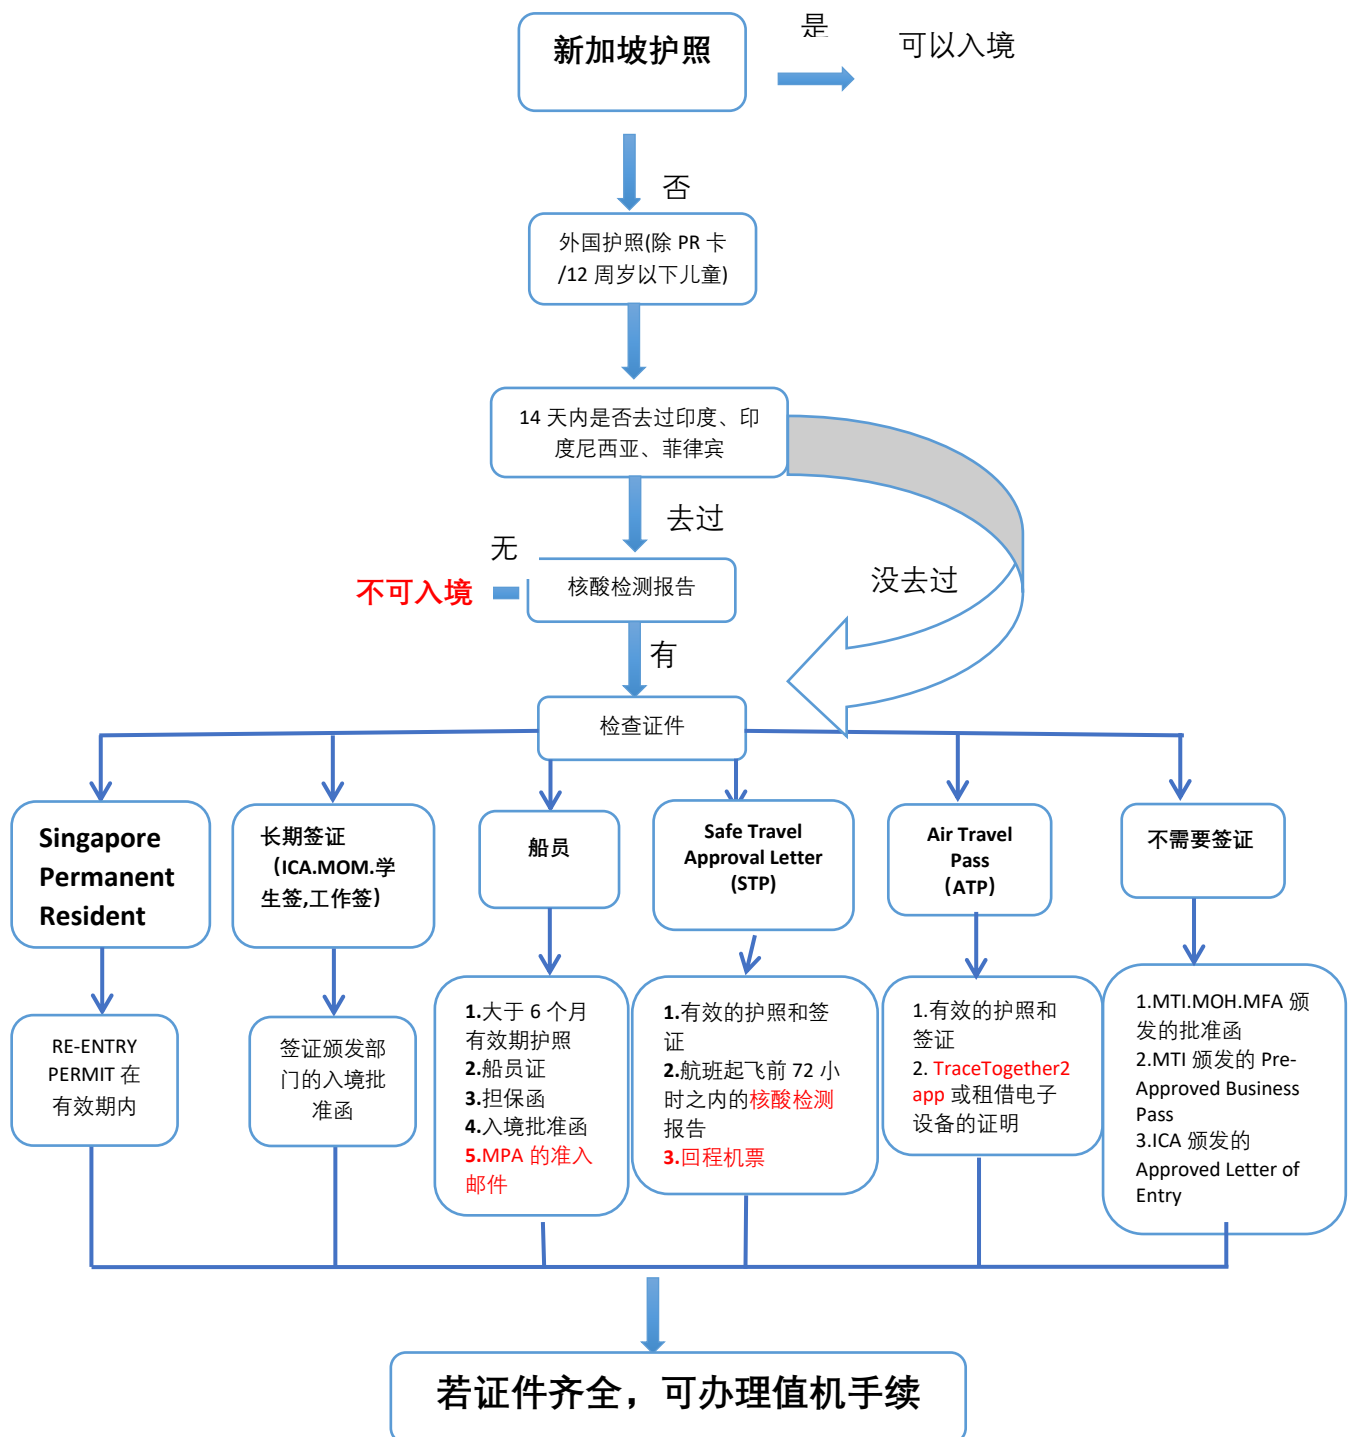 新加坡护照
是
可以入境
否
外国护照(除 PR 卡
/12 周岁以下儿童)
14 天内是否去过印度、印
度尼西亚、菲律宾
去过
没去过
无
核酸检测报告
不可入境
有
检查证件
Singapore
Permanent
Resident
长期签证
（ICA.MOM.学
生签,工作签）
船员
Safe Travel
Approval Letter
(STP)
Air Travel
Pass
（ATP）
不需要签证
RE-ENTRY
PERMIT 在
有效期内
签证颁发部
门的入境批
准函
1.大于 6 个月
有效期护照
2.船员证
3.担保函
4.入境批准函
5.MPA 的准入
邮件
1.有效的护照和签
证
2.航班起飞前 72 小
时之内的核酸检测
报告
3.回程机票
1.有效的护照和
签证
2. TraceTogether2
app 或租借电子
设备的证明
1.MTI.MOH.MFA 颁
发的批准函
2.MTI 颁发的 Pre-
Approved Business
Pass
3.ICA 颁发的
Approved Letter of
Entry
若证件齐全，可办理值机手续